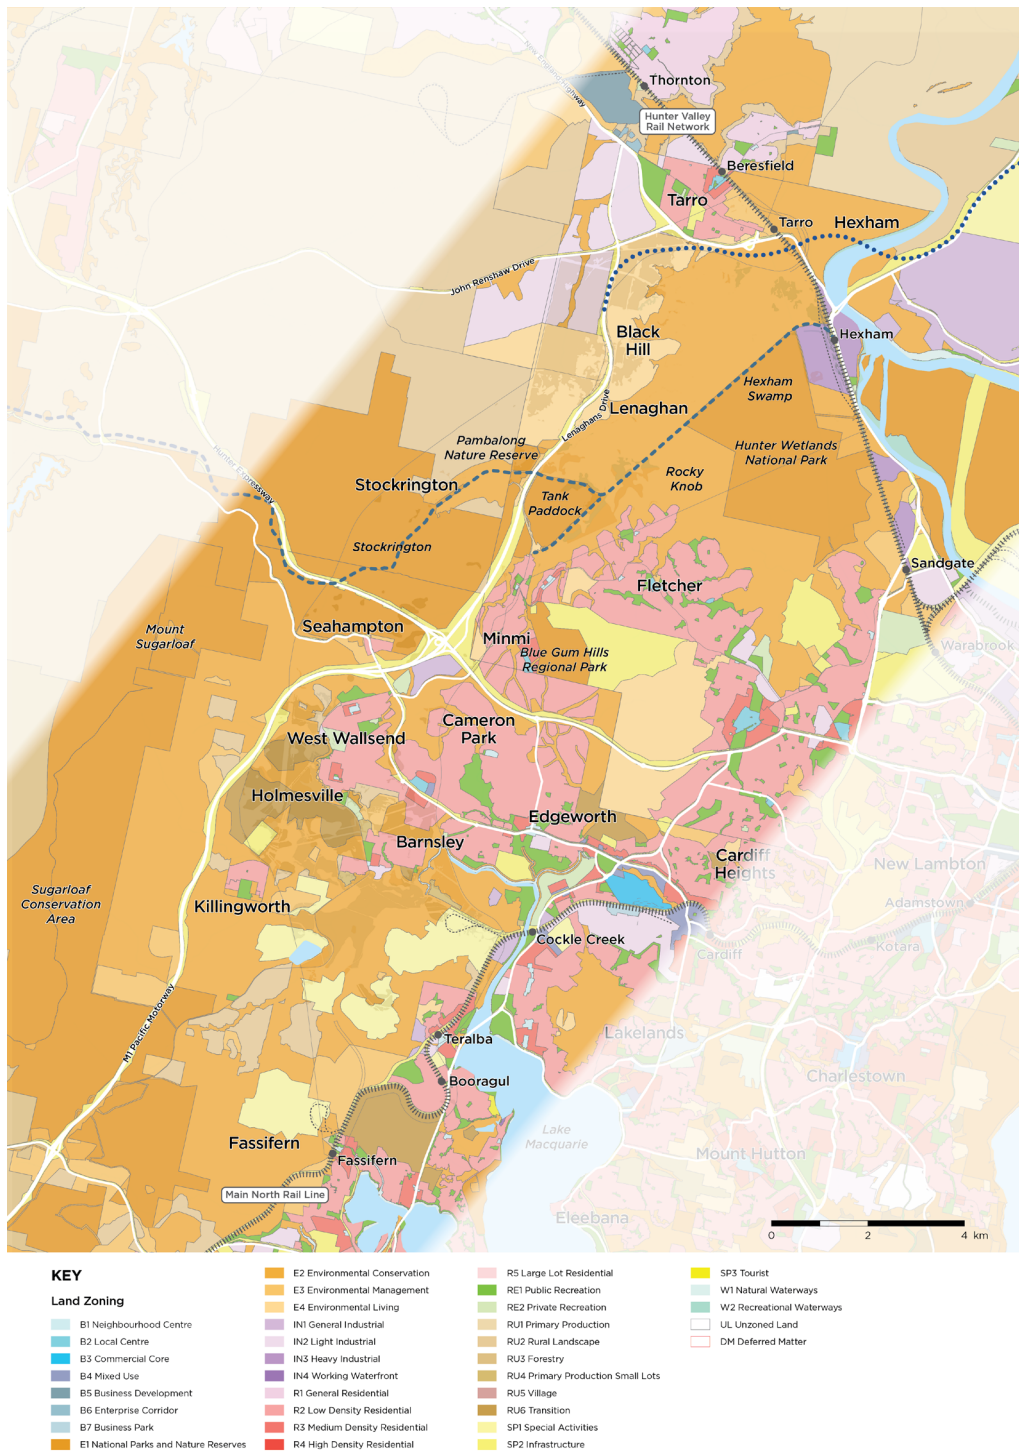 New England Highway
Thornton
Hunter Valley
Rail Network
Beresfield
Tarro
Tarro
Hexham
John Renshaw Drive
Black
Hill
Hexham
Lenaghan
Hexham
Swamp
Lenaghans Drive
Pambalong
Nature Reserve
Hunter Wetlands
National Park
Hunter Expressway
Stockrington
Rocky
Knob
Tank
Paddock
Stockrington
Sandgate
Fletcher
Mount
Sugarloaf
Seahampton
Minmi
Blue Gum Hills
Regional Park
Warabrook
Cameron
Park
West Wallsend
Holmesville
Edgeworth
Barnsley
Cardiff
Heights
New Lambton
Sugarloaf
Conservation
Area
Killingworth
Adamstown
Cockle Creek
Kotara
Cardiff
M1 Pacific Motorway
Lakelands
Teralba
Booragul
Charlestown
Lake
Macquarie
Fassifern
Fassifern
Mount Hutton
Main North Rail Line
Eleebana
0 2 4 km
KEY
Land Zoning
B1 Neighbourhood Centre
B2 Local Centre
B3 Commercial Core
B4 Mixed Use
B5 Business Development
B6 Enterprise Corridor
B7 Business Park
E1 National Parks and Nature Reserves
E2 Environmental Conservation
E3 Environmental Management
E4 Environmental Living
IN1 General Industrial
IN2 Light Industrial
IN3 Heavy Industrial
IN4 Working Waterfront
R1 General Residential
R2 Low Density Residential
R3 Medium Density Residential
R4 High Density Residential
R5 Large Lot Residential
RE1 Public Recreation
RE2 Private Recreation
RU1 Primary Production
RU2 Rural Landscape
RU3 Forestry
RU4 Primary Production Small Lots
RU5 Village
RU6 Transition
SP1 Special Activities
SP2 Infrastructure
SP3 Tourist
W1 Natural Waterways
W2 Recreational Waterways
UL Unzoned Land
DM Deferred Matter